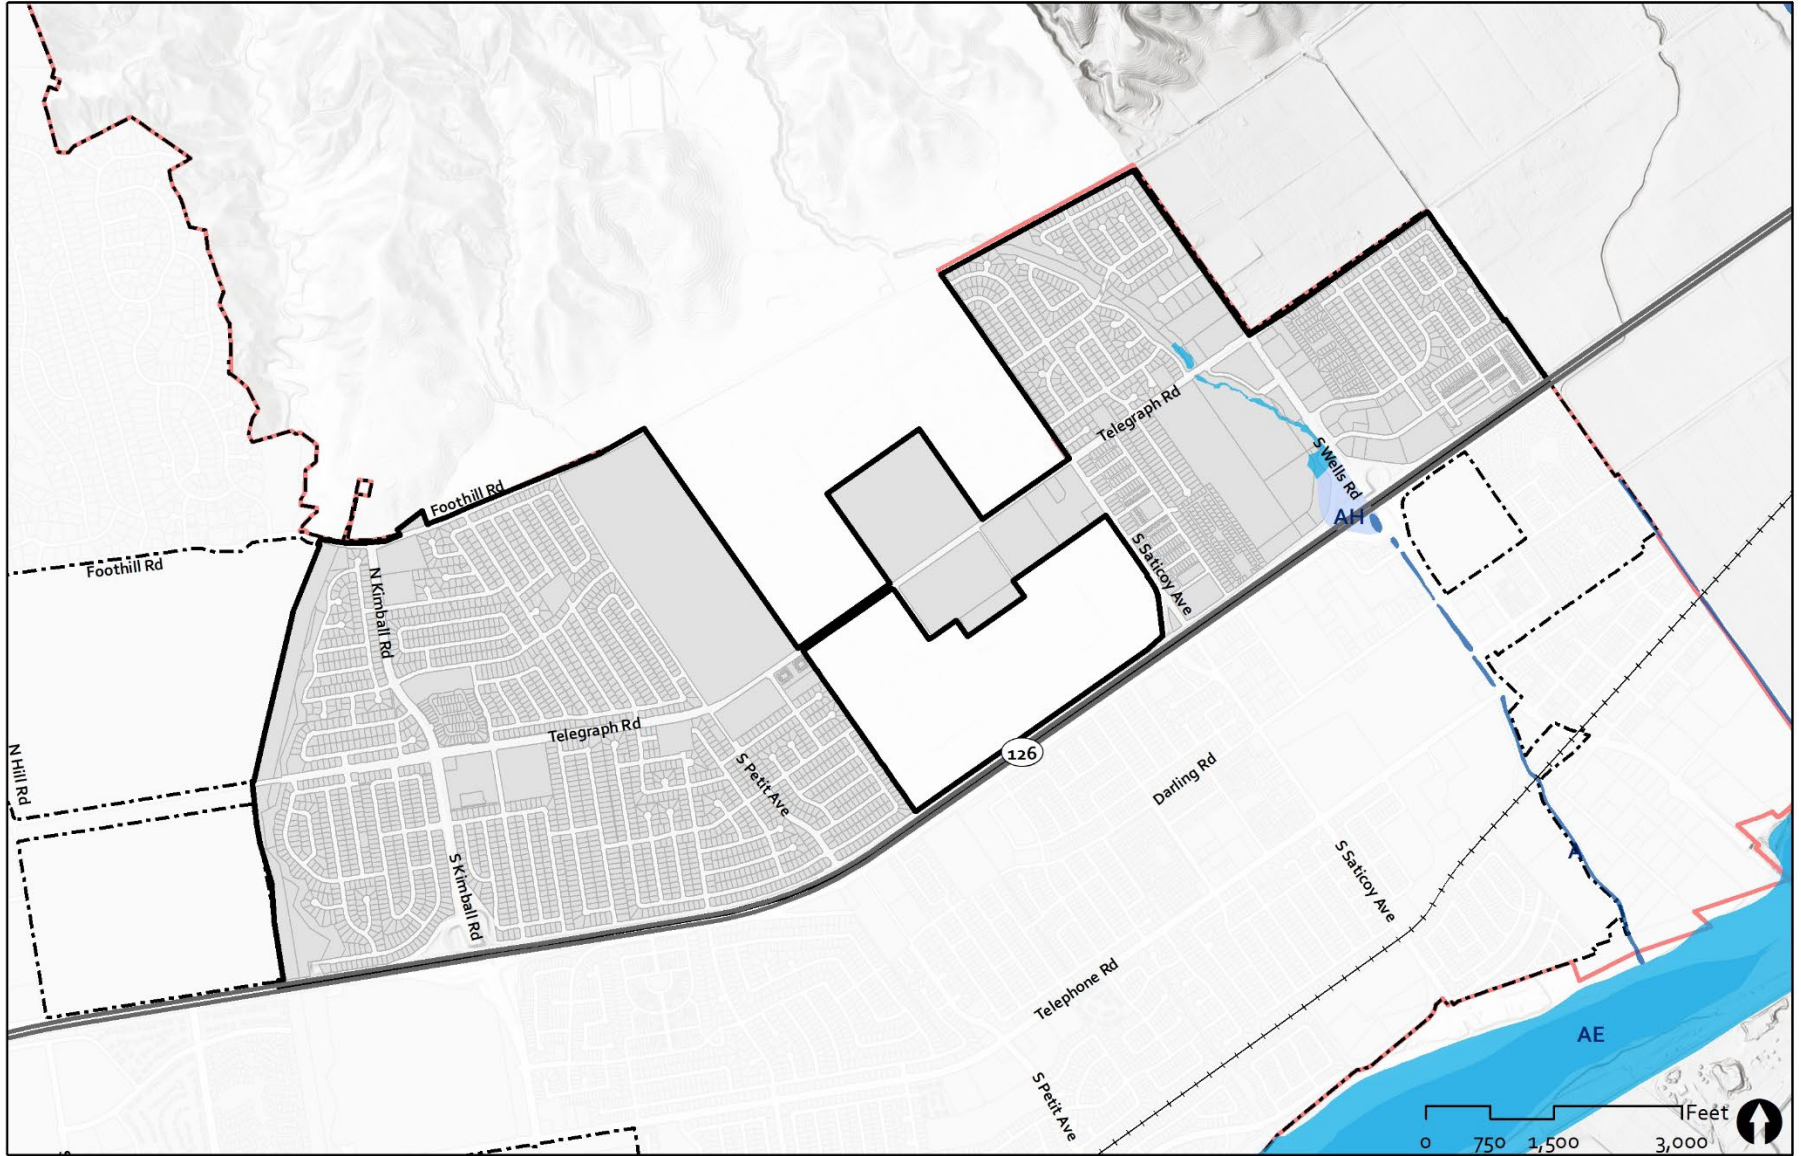 Foothill Rd
Telegraph Rd
S Wells Rd
AH
Foothill Rd
N Kimball Rd
S Saticoy Ave
N Hill Rd
Telegraph Rd
S Petit Ave
126
Darling Rd
S Kimball Rd
S Saticoy Ave
A
Telephone Rd
AE
S Petit Ave
Feet
0 750 1,500 3,000